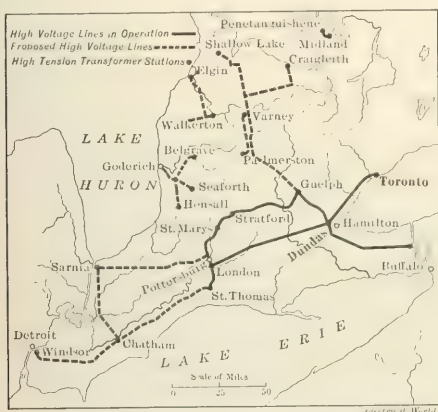 High Voltage Lines in Operation
Proposed High Voltage Lines
High Tension Transformer Stations
Penetanguishene
Shallow Lake
Midland
Craigleith
Elgin
Walkerton
Varney
LAKE
HURON
Belgrave
Palmerston
Goderich
Seaforth
Hensall
Guelph
Toronto
Stratford
St. Marys
Dundas
Hamilton
Sarnia
Pottersburg
London
Buffalo
St. Thomas
Detroit
Windsor
Chatham
LAKE ERIE
Scale of Miles
0 25 50
World